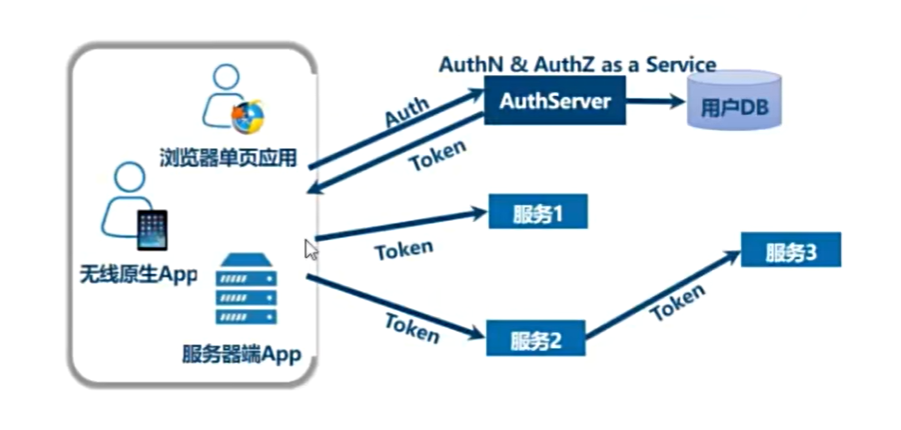 AuthN & AuthZ as a Service
AuthServer
用户DB
Auth
Token
浏览器单页应用
服务1
Token
无线原生App
服务3
Token
服务器端App
Token
服务2